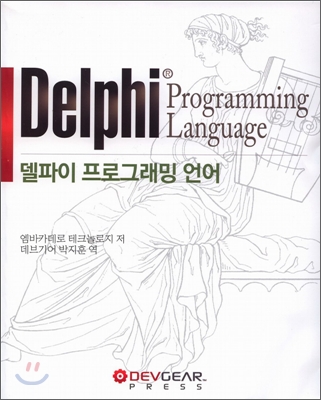 Delphi® Programming
Language
델파이 프로그래밍 언어
엠바카데로 테크놀로지 저
데브기어 박지훈 역
DEVGEAR™
PRESS